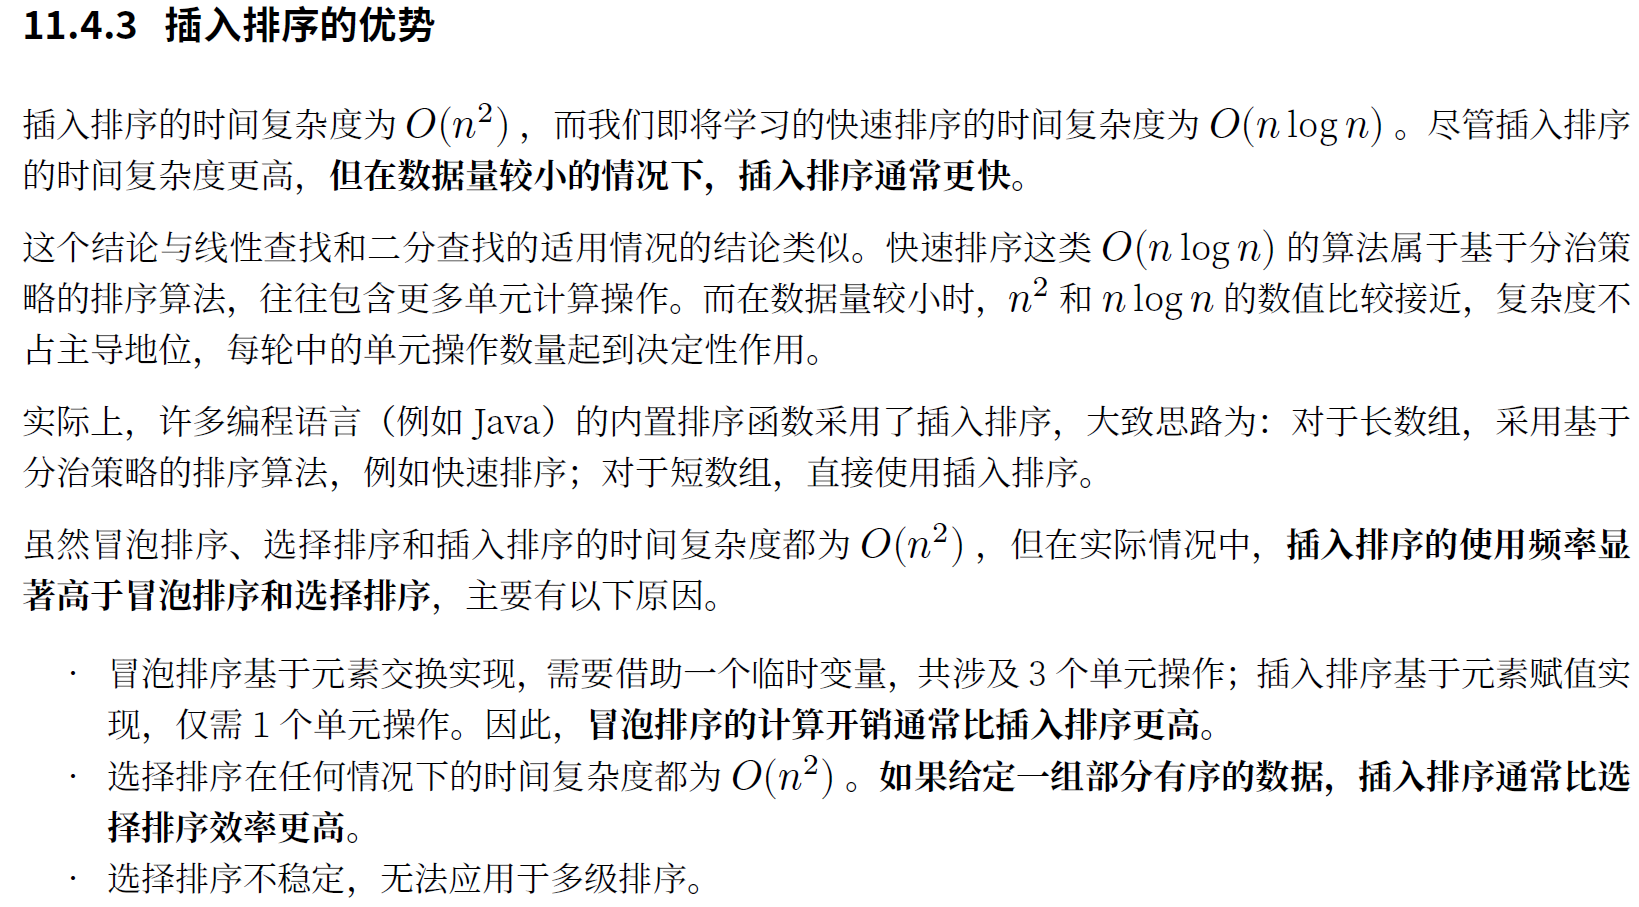 11.4.3 插入排序的优势
插入排序的时间复杂度为 O(n²) ，而我们即将学习的快速排序的时间复杂度为 O(n log n) 。尽管插入排序
的时间复杂度更高，但在数据量较小的情况下，插入排序通常更快。
这个结论与线性查找和二分查找的适用情况的结论类似。快速排序这类 O(n log n) 的算法属于基于分治策
略的排序算法，往往包含更多单元计算操作。而在数据量较小时，n² 和 n log n 的数值比较接近，复杂度不
占主导地位，每轮中的单元操作数量起到决定性作用。
实际上，许多编程语言（例如 Java）的内置排序函数采用了插入排序，大致思路为：对于长数组，采用基于
分治策略的排序算法，例如快速排序；对于短数组，直接使用插入排序。
虽然冒泡排序、选择排序和插入排序的时间复杂度都为 O(n²) ，但在实际情况中，插入排序的使用频率显
著高于冒泡排序和选择排序，主要有以下原因。
· 冒泡排序基于元素交换实现，需要借助一个临时变量，共涉及 3 个单元操作；插入排序基于元素赋值实
现，仅需 1 个单元操作。因此，冒泡排序的计算开销通常比插入排序更高。
· 选择排序在任何情况下的时间复杂度都为 O(n²) 。如果给定一组部分有序的数据，插入排序通常比选
择排序效率更高。
· 选择排序不稳定，无法应用于多级排序。